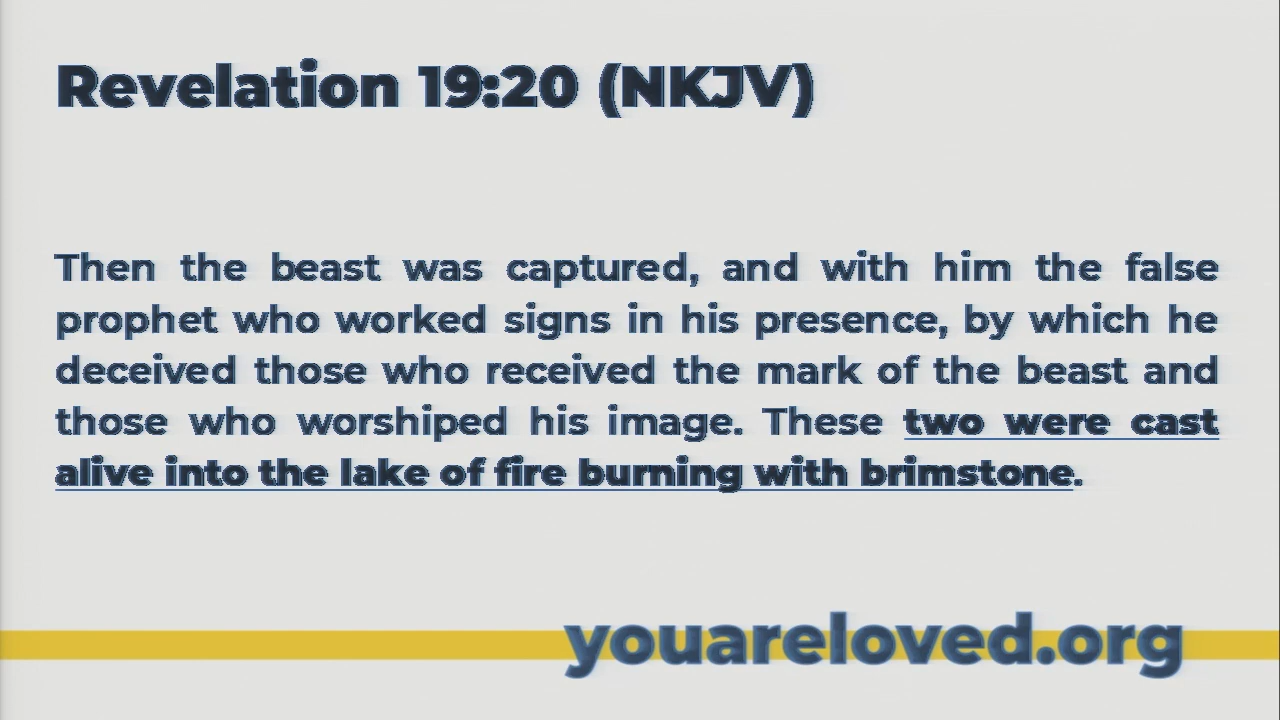 Revelation 19:20 (NKJV)
Then the beast was captured, and with him the false
prophet who worked signs in his presence, by which he
deceived those who received the mark of the beast and
those who worshiped his image. These two were cast
alive into the lake of fire burning with brimstone.
youareloved.org